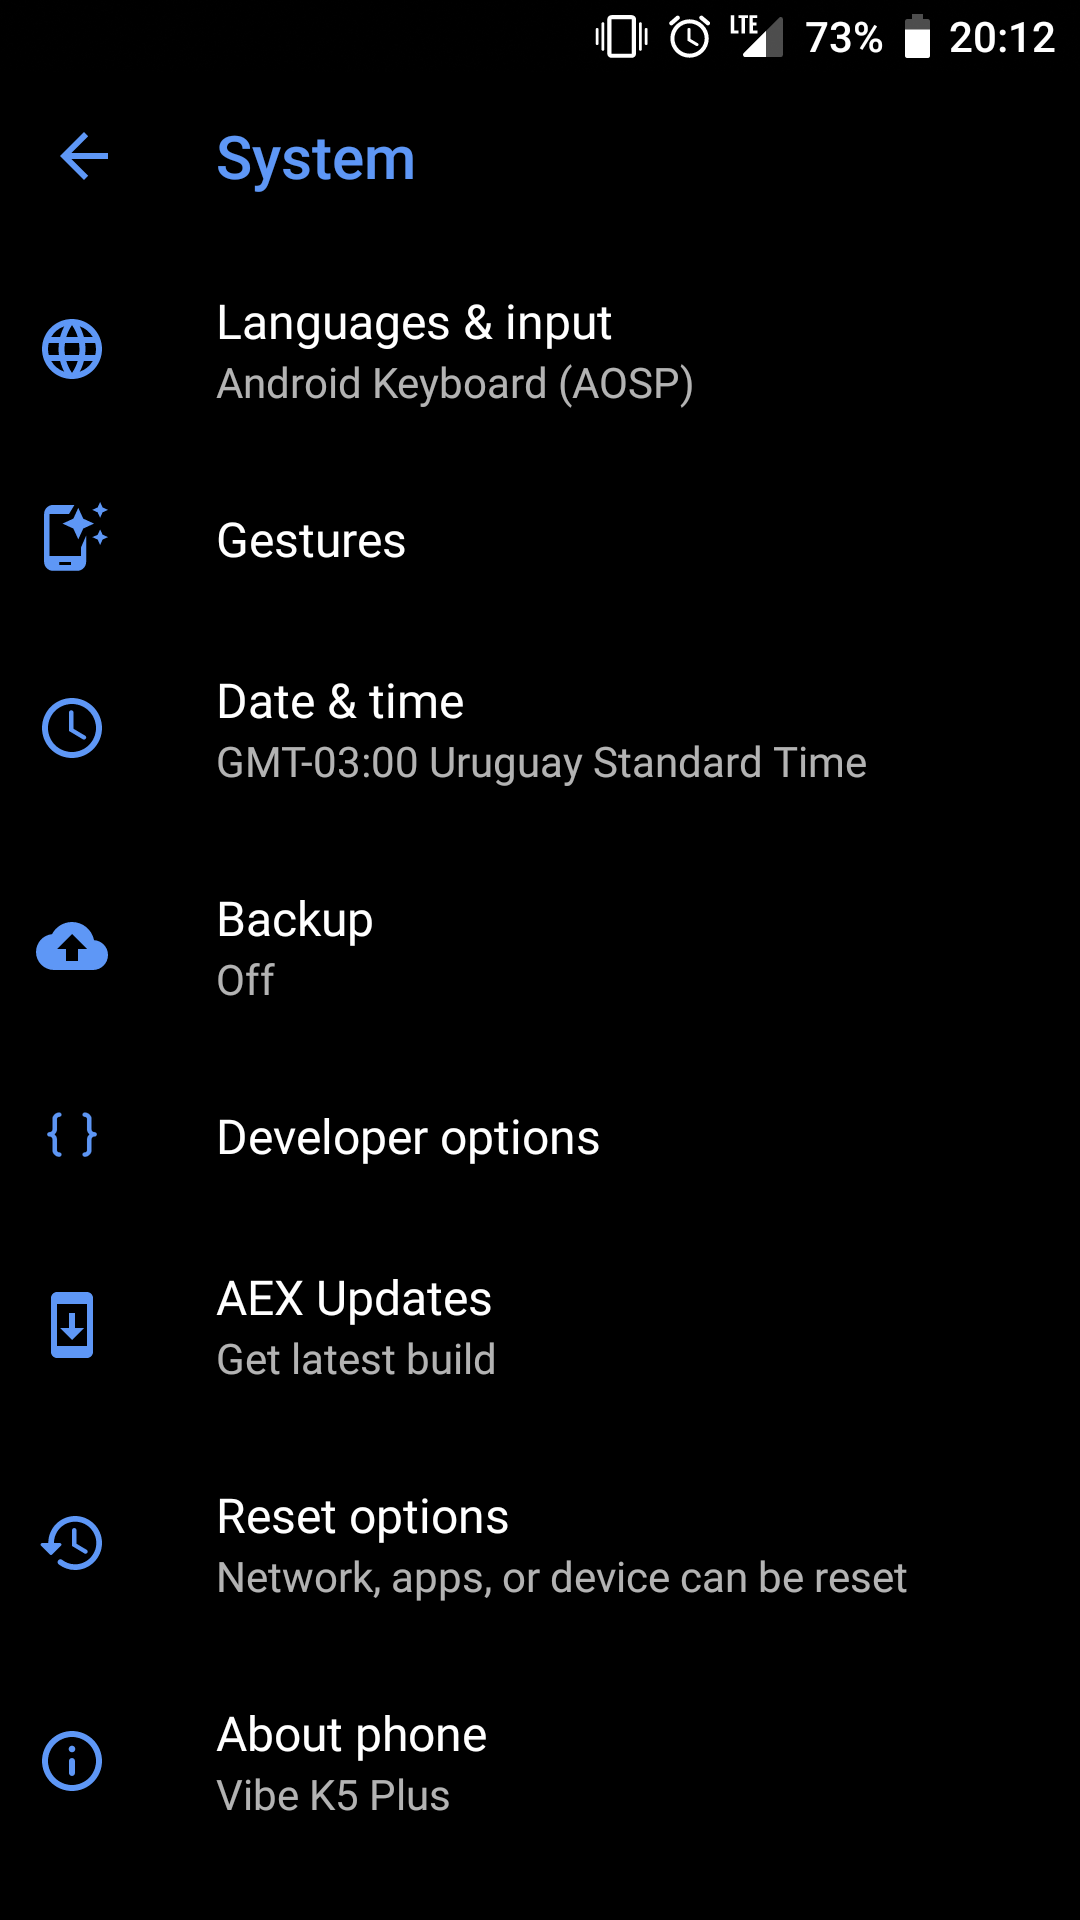 LTE 73% 20:12
System
Languages & input
Android Keyboard (AOSP)
Gestures
Date & time
GMT-03:00 Uruguay Standard Time
Backup
Off
Developer options
AEX Updates
Get latest build
Reset options
Network, apps, or device can be reset
About phone
Vibe K5 Plus